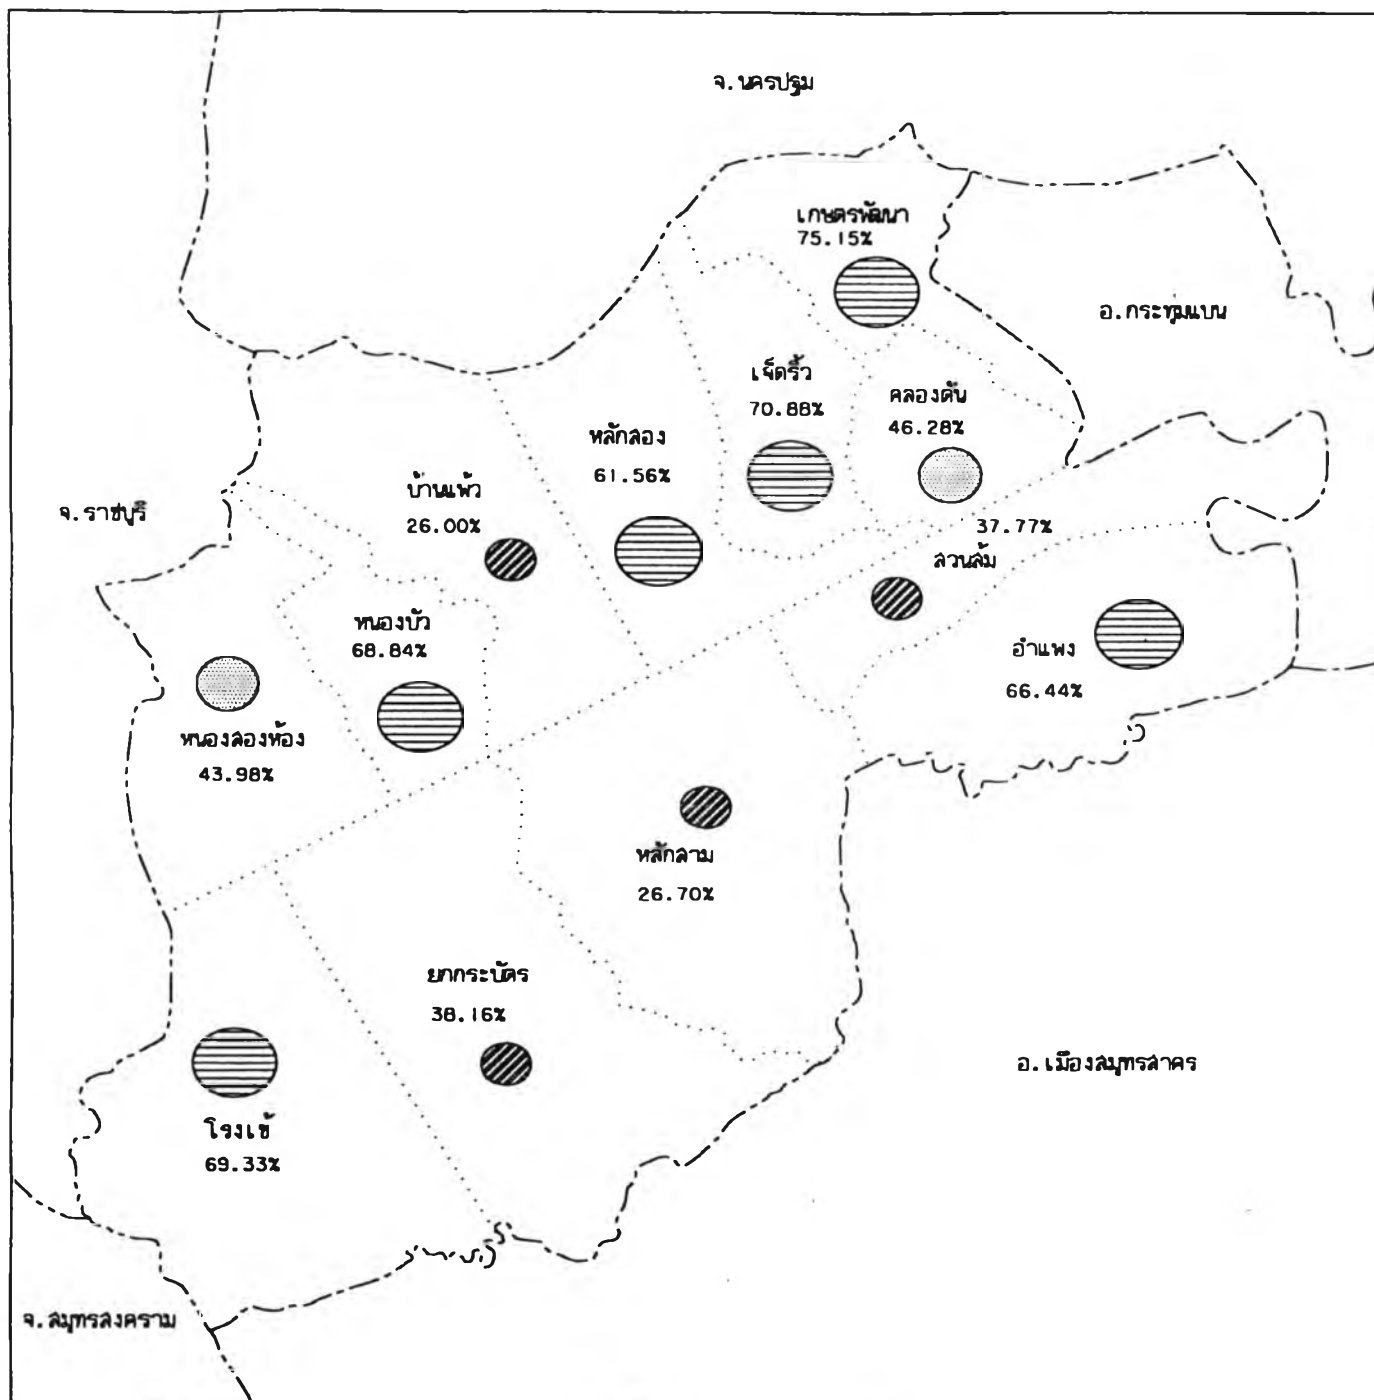 จ.นครปฐม
เกษตรพัฒนา
75.15%
อ.กระทุ่มแบน
เจ็ดริ้ว
70.88%
คลองตัน
46.28%
หลักสอง
61.56%
บ้านแพ้ว
26.00%
จ.ราชบุรี
37.77%
สวนส้ม
หนองบัว
68.84%
อำแพง
66.44%
หนองสองห้อง
43.98%
หลักสาม
26.70%
ยกกระบัตร
38.16%
อ.เมืองสมุทรสาคร
โรงเข้
69.33%
จ.สมุทรสงคราม